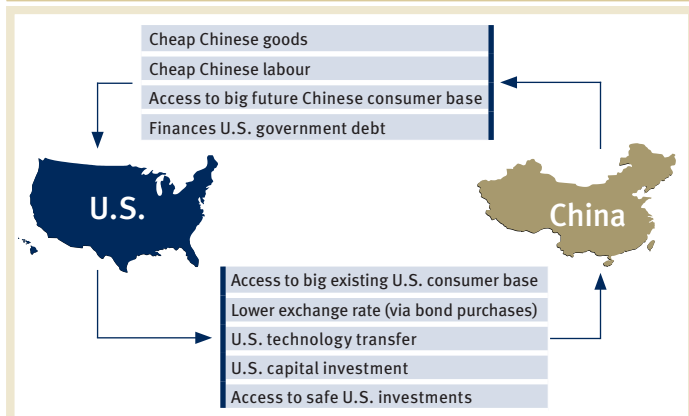 Cheap Chinese goods
Cheap Chinese labour
Access to big future Chinese consumer base
Finances U.S. government debt
U.S.
China
Access to big existing U.S. consumer base
Lower exchange rate (via bond purchases)
U.S. technology transfer
U.S. capital investment
Access to safe U.S. investments